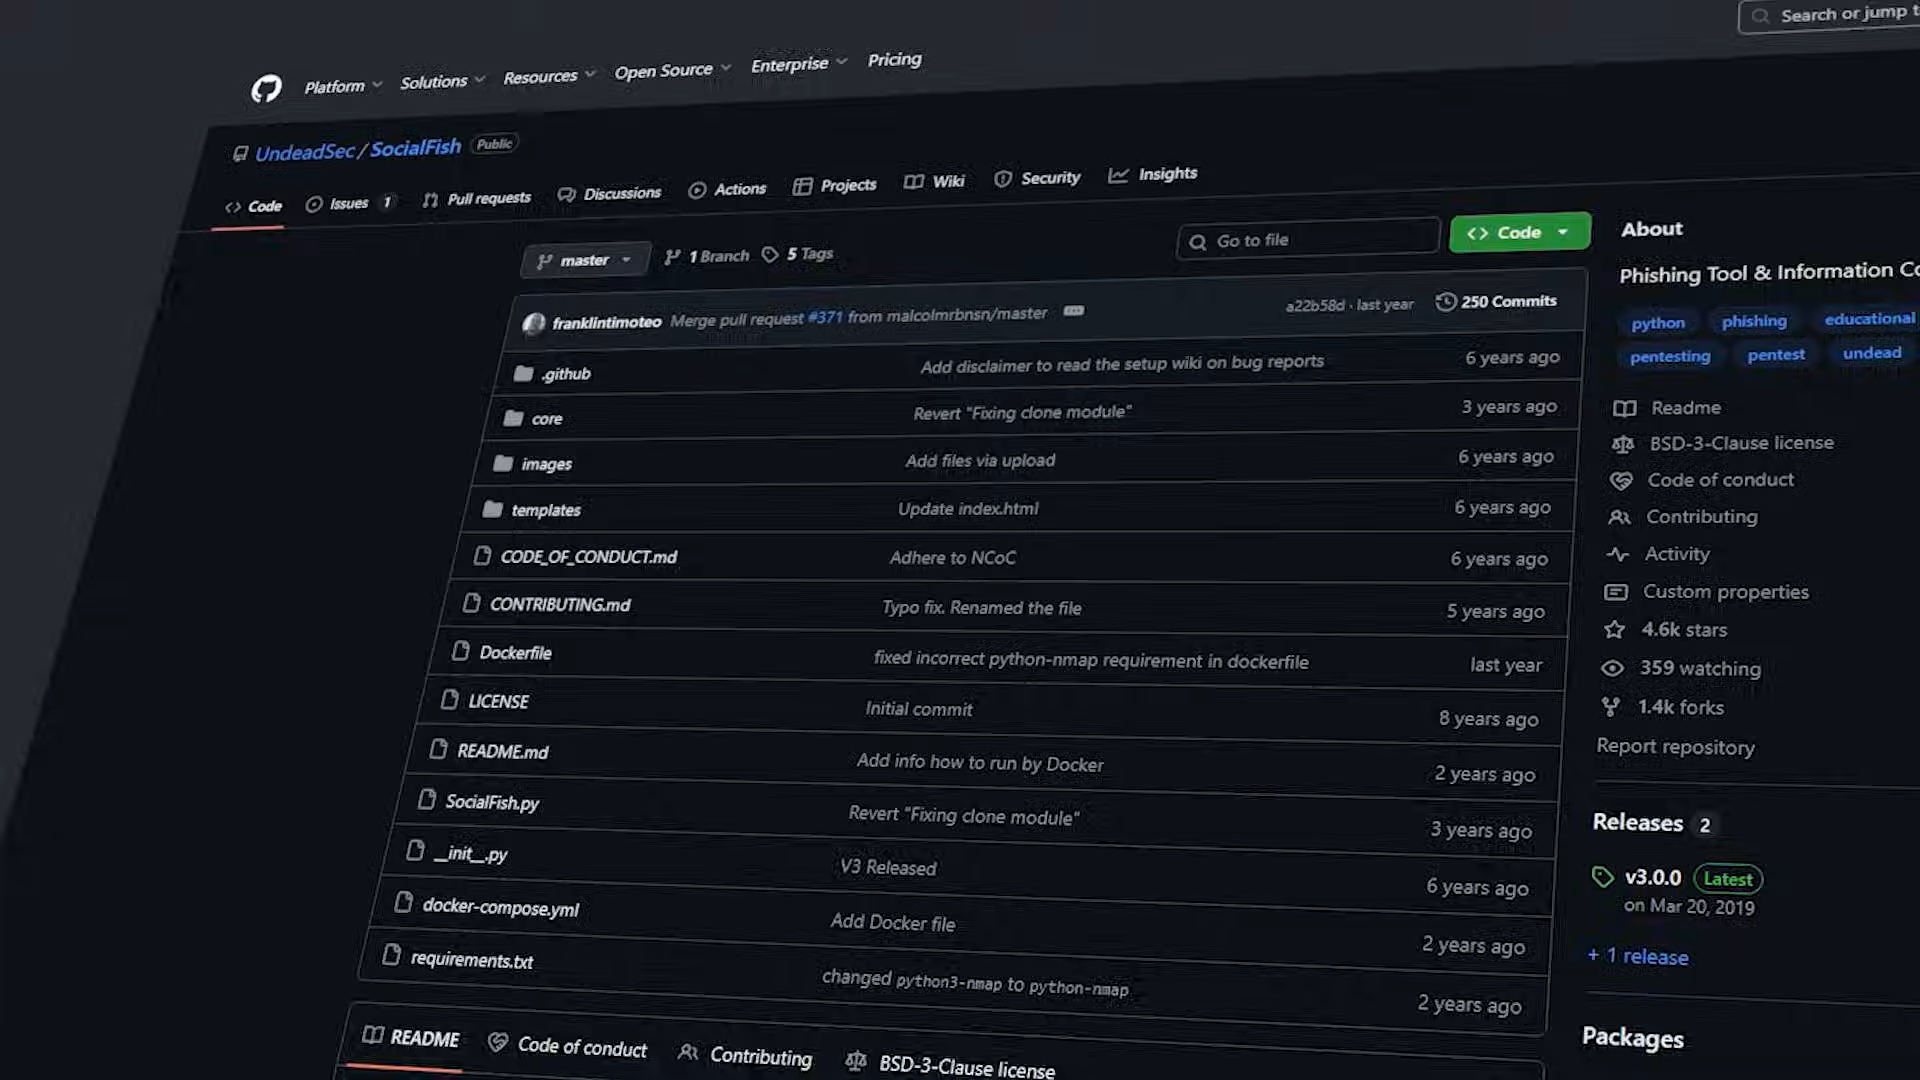 Search or jump t
Platform Solutions Resources Open Source Enterprise Pricing
UndeadSec / SocialFish Public
Code Issues 1 Pull requests Discussions Actions Projects Wiki Security Insights
master 1 Branch 5 Tags Go to file Code
franklintimoteo Merge pull request #371 from malcolmrbnsn/master a22b58d · last year 250 Commits
.github Add disclaimer to read the setup wiki on bug reports 6 years ago
core Revert "Fixing clone module" 3 years ago
images Add files via upload 6 years ago
templates Update index.html 6 years ago
CODE_OF_CONDUCT.md Adhere to NCoC 6 years ago
CONTRIBUTING.md Typo fix. Renamed the file 5 years ago
Dockerfile fixed incorrect python-nmap requirement in dockerfile last year
LICENSE Initial commit 8 years ago
README.md Add info how to run by Docker 2 years ago
SocialFish.py Revert "Fixing clone module" 3 years ago
__init__.py V3 Released 6 years ago
docker-compose.yml Add Docker file 2 years ago
requirements.txt changed python3-nmap to python-nmap 2 years ago
README Code of conduct Contributing BSD-3-Clause license
About
Phishing Tool & Information Co
python phishing educational
pentesting pentest undead
Readme
BSD-3-Clause license
Code of conduct
Contributing
Activity
Custom properties
4.6k stars
359 watching
1.4k forks
Report repository
Releases 2
v3.0.0 Latest
on Mar 20, 2019
+ 1 release
Packages